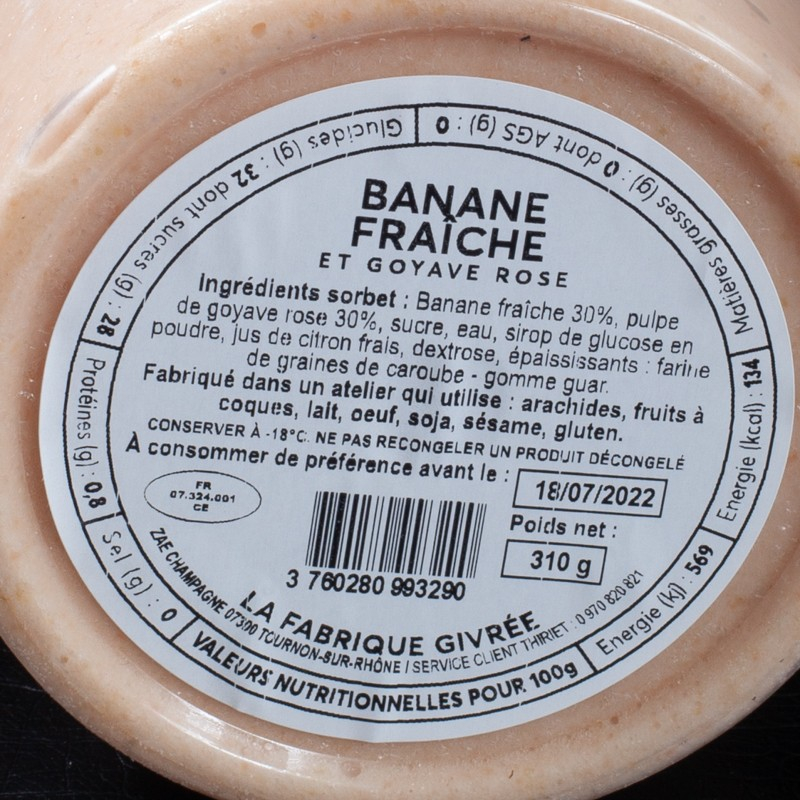 BANANE
FRAÎCHE
ET GOYAVE ROSE
Ingrédients sorbet : Banane fraîche 30%, pulpe
de goyave rose 30%, sucre, eau, sirop de glucose en
poudre, jus de citron frais, dextrose, épaississants : farine
de graines de caroube - gomme guar.
Fabriqué dans un atelier qui utilise : arachides, fruits à
coques, lait, oeuf, soja, sésame, gluten.
CONSERVER À -18°C. NE PAS RECONGELER UN PRODUIT DÉCONGELÉ
À consommer de préférence avant le :
18/07/2022
FR
07.324.001
CE
Poids net :
310 g
3 760280 993290
LA FABRIQUE GIVRÉE
ZAE CHAMPAGNE 07300 TOURNON-SUR-RHÔNE / SERVICE CLIENT THIRIET : 0 970 820 821
VALEURS NUTRITIONNELLES POUR 100g
Energie (kj) : 569
Energie (kcal) : 134
Matières grasses (g) : 0 dont AGS (g) : 0
Glucides (g) : 32 dont sucres (g) : 28
Protéines (g) : 0,8
Sel (g) : 0